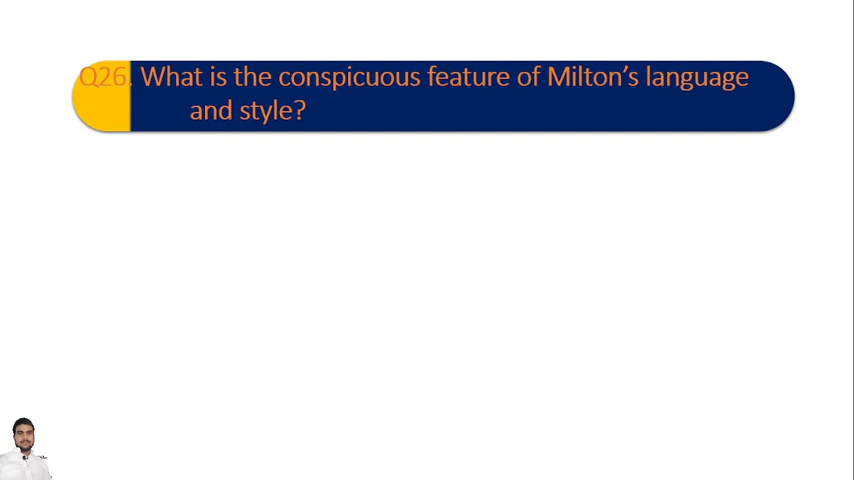 Q26. What is the conspicuous feature of Milton’s language
and style?